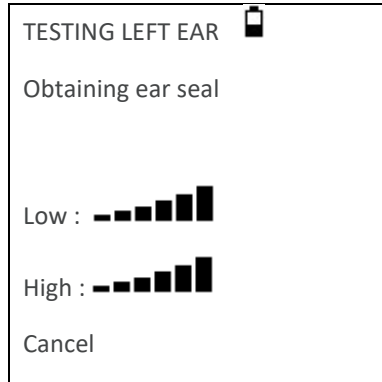 TESTING LEFT EAR
Obtaining ear seal
Low :
High :
Cancel